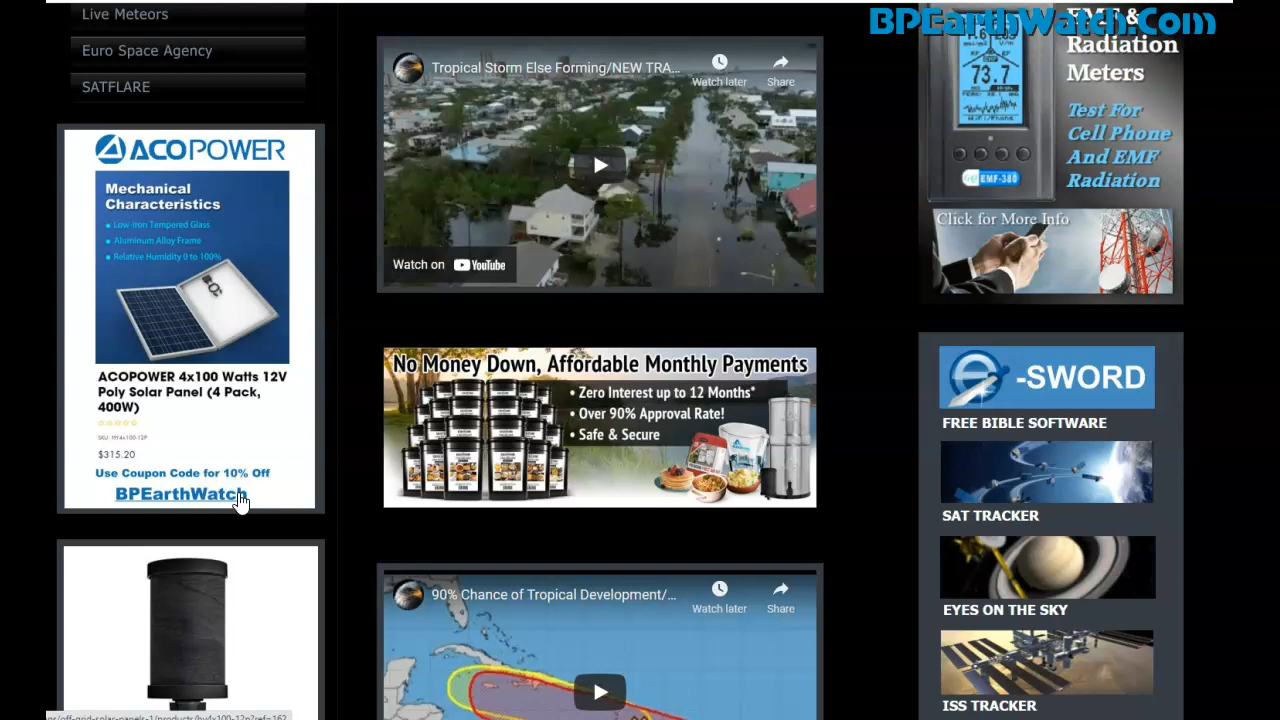 BPEarthWatch.Com
Live Meteors
Euro Space Agency
SATFLARE
ACOPOWER
Mechanical
Characteristics
Low-Iron Tempered Glass
Aluminum Alloy Frame
Relative Humidity 0 to 100%
ACOPOWER 4x100 Watts 12V
Poly Solar Panel (4 Pack,
400W)
$315.20
Use Coupon Code for 10% Off
BPEarthWatch
Tropical Storm Else Forming/NEW TRA...
Watch later
Share
Watch on YouTube
No Money Down, Affordable Monthly Payments
• Zero Interest up to 12 Months*
• Over 90% Approval Rate!
• Safe & Secure
90% Chance of Tropical Development/...
Watch later
Share
EMF &
Radiation
Meters
73.7
EMF-380
Test For
Cell Phone
And EMF
Radiation
Click for More Info
e-SWORD
FREE BIBLE SOFTWARE
SAT TRACKER
EYES ON THE SKY
ISS TRACKER